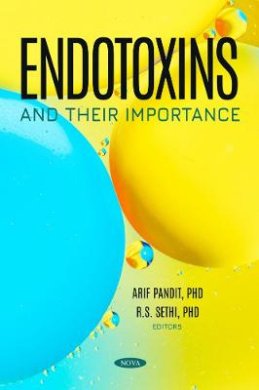 ENDOTOXINS
AND THEIR IMPORTANCE
ARIF PANDIT, PHD
R.S. SETHI, PHD
EDITORS
NOVA